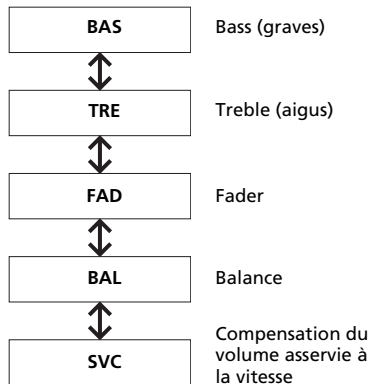 BAS Bass (graves)
TRE Treble (aigus)
FAD Fader
BAL Balance
SVC Compensation du
volume asservie à
la vitesse